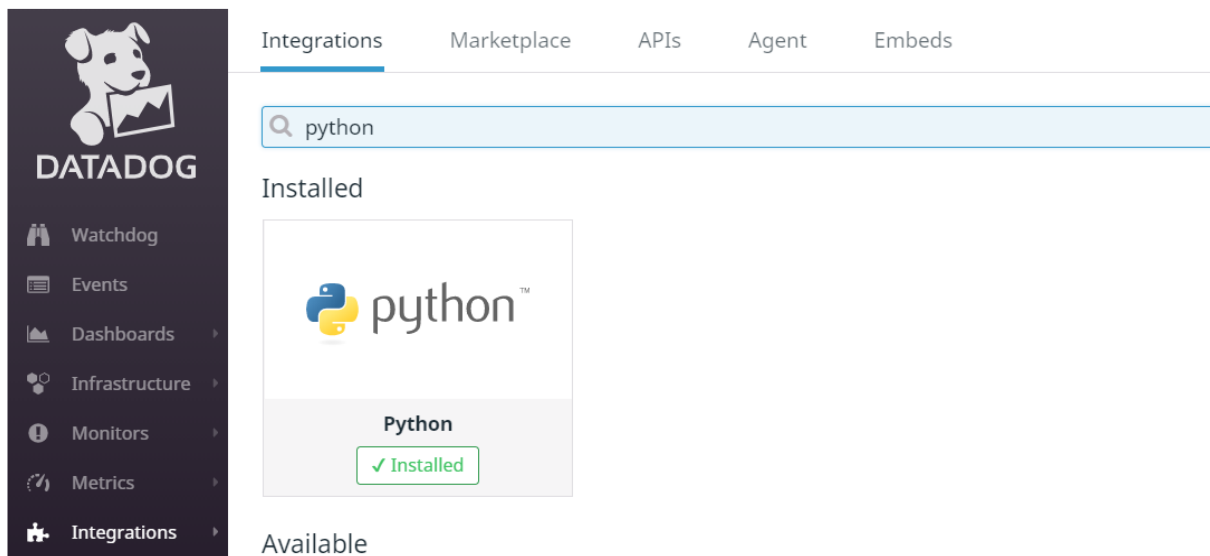 DATADOG
Watchdog
Events
Dashboards
Infrastructure
Monitors
Metrics
Integrations
Integrations Marketplace APIs Agent Embeds
python
Installed
python™
Python
✓ Installed
Available